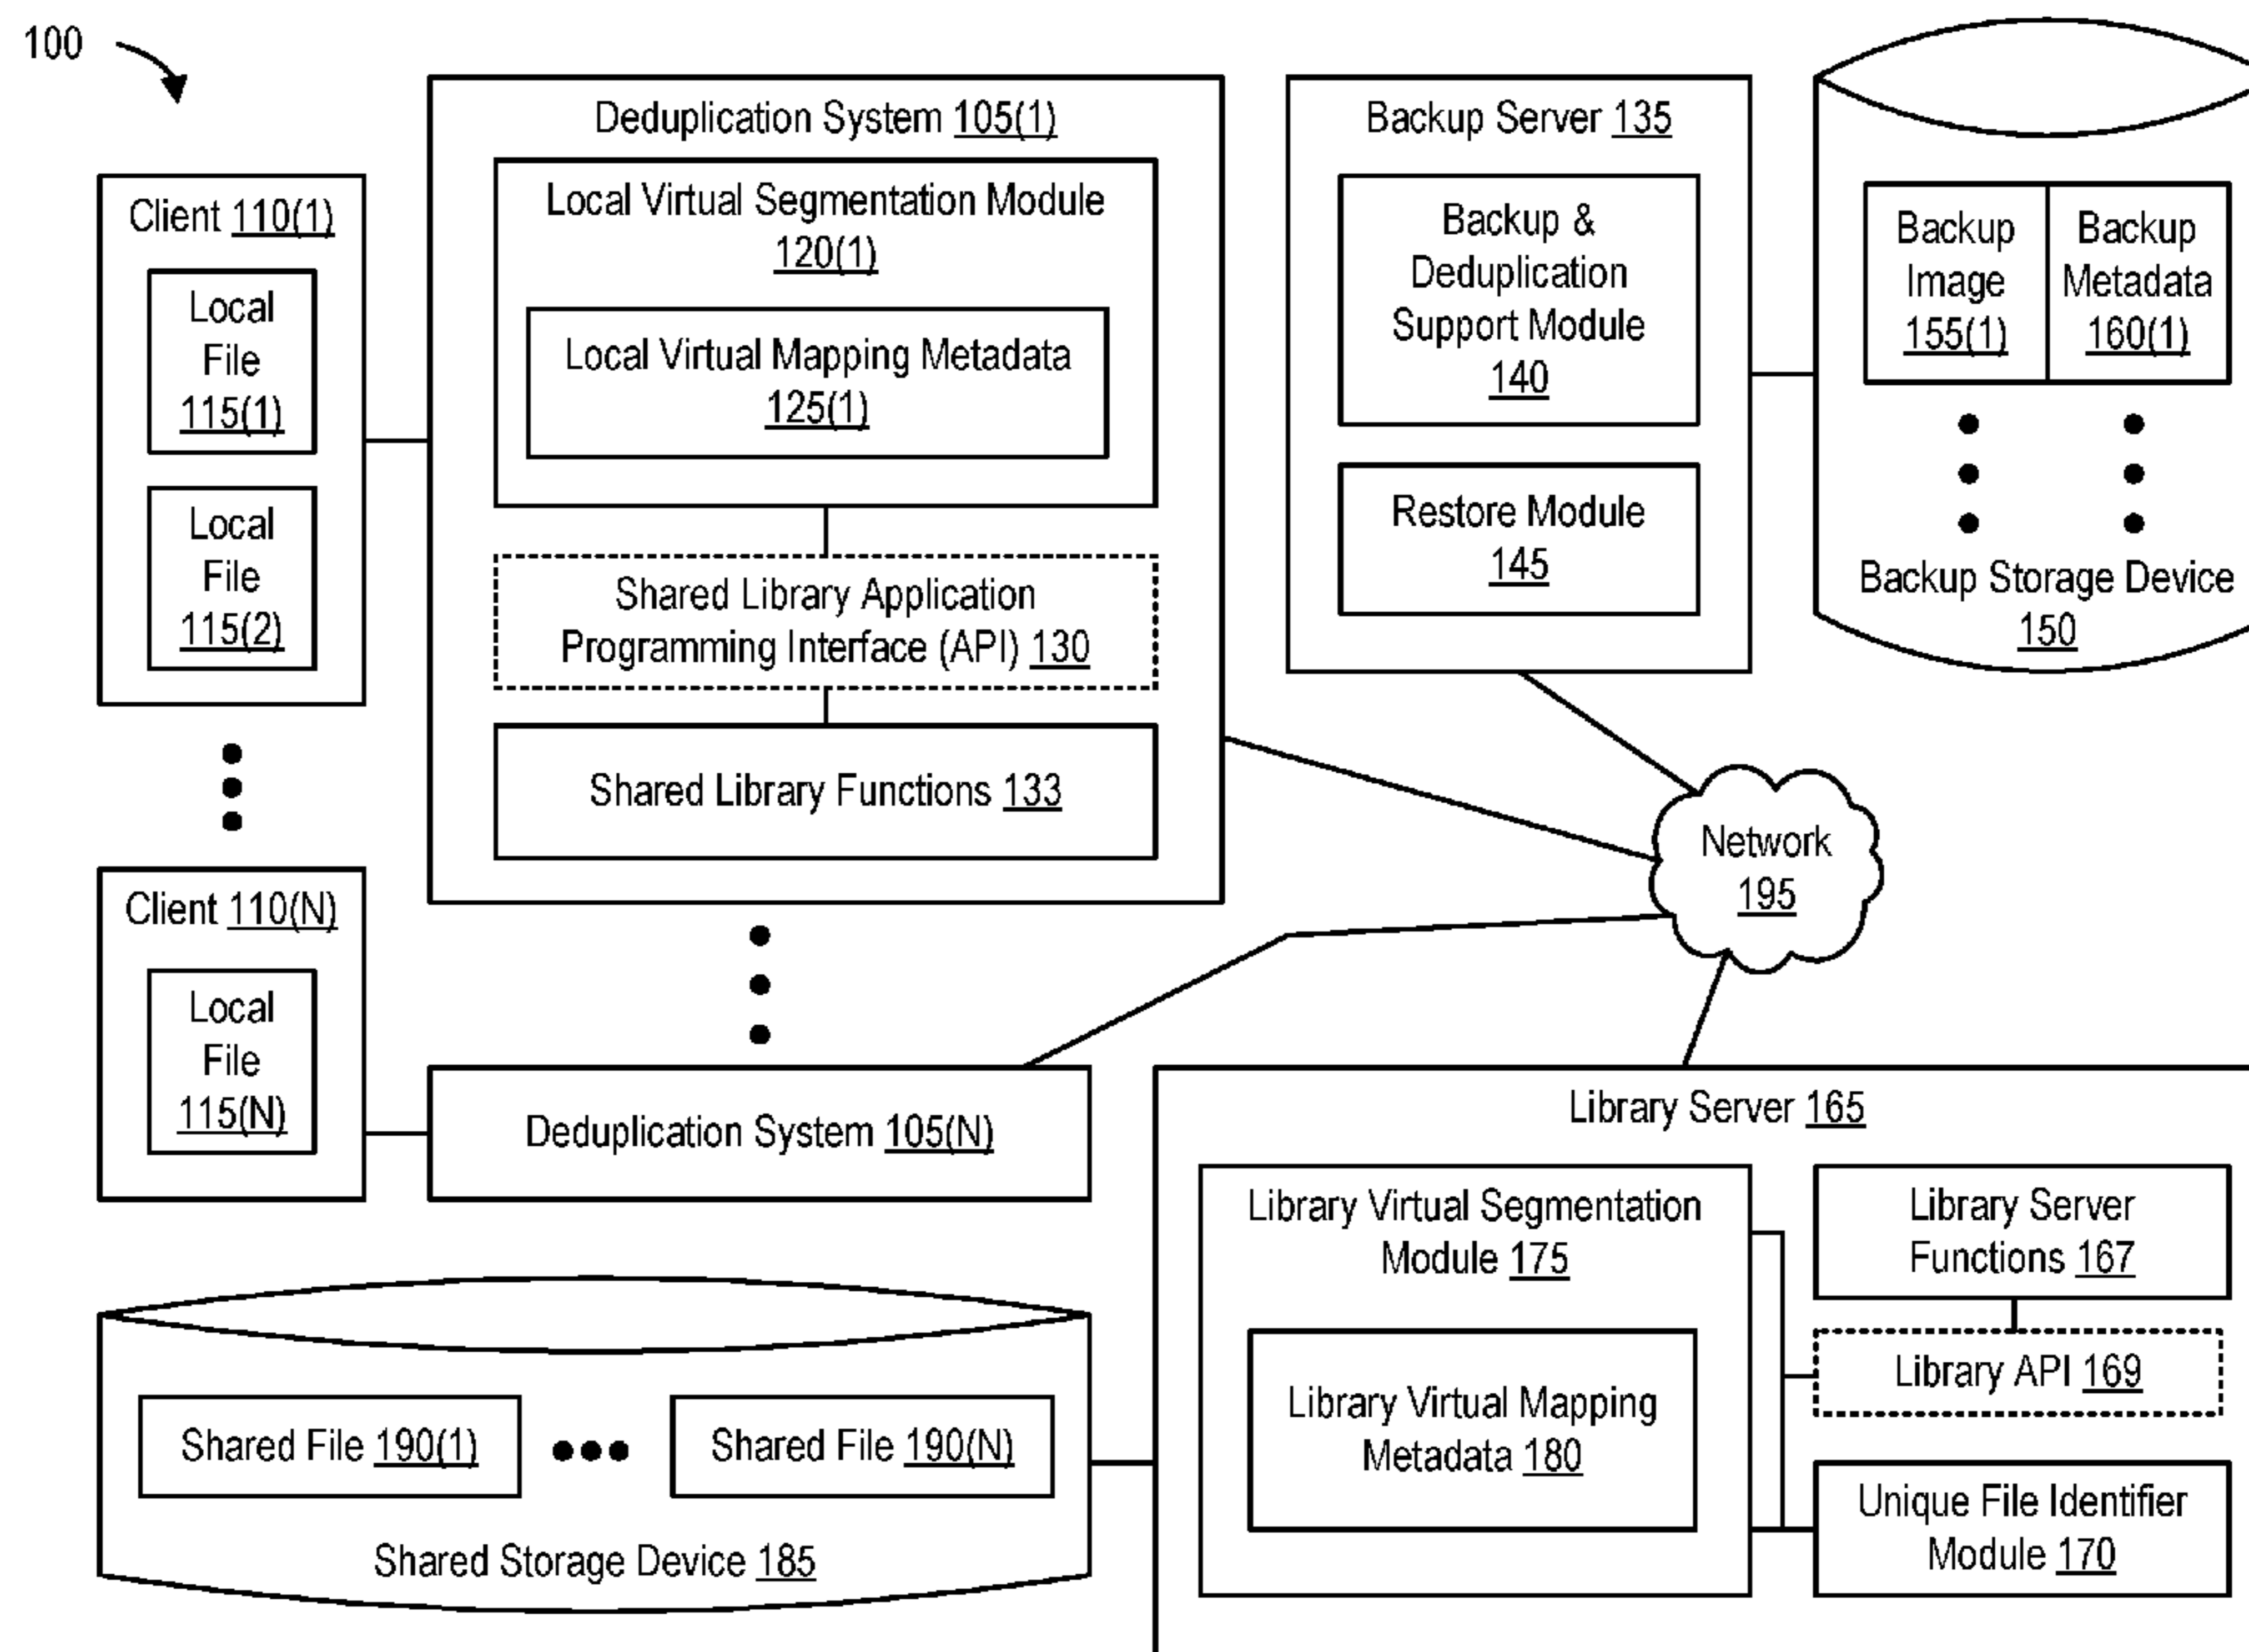 100
Deduplication System 105(1)
Local Virtual Segmentation Module
120(1)
Local Virtual Mapping Metadata
125(1)
Shared Library Application
Programming Interface (API) 130
Shared Library Functions 133
Client 110(1)
Local
File
115(1)
Local
File
115(2)
Client 110(N)
Local
File
115(N)
Deduplication System 105(N)
Backup Server 135
Backup &
Deduplication
Support Module
140
Restore Module
145
Backup
Image
155(1)
Backup
Metadata
160(1)
Backup Storage Device
150
Network
195
Library Server 165
Library Virtual Segmentation
Module 175
Library Virtual Mapping
Metadata 180
Library Server
Functions 167
Library API 169
Unique File Identifier
Module 170
Shared File 190(1)
Shared File 190(N)
Shared Storage Device 185